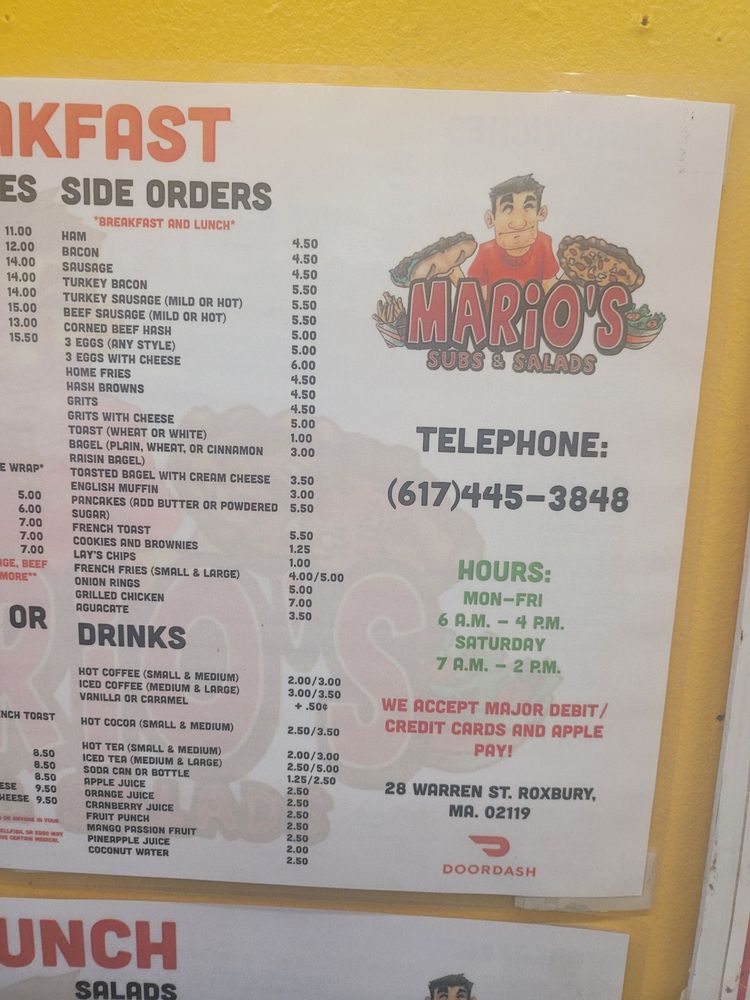 AKFAST
ES
11.00
12.00
14.00
14.00
14.00
15.00
13.00
15.50
E WRAP*
5.00
6.00
7.00
7.00
7.00
GE, BEEF
MORE**
OR
NCH TOAST
8.50
8.50
8.50
ESE 9.50
HEESE 9.50
SIDE ORDERS
*BREAKFAST AND LUNCH*
HAM 4.50
BACON 4.50
SAUSAGE 4.50
TURKEY BACON 5.50
TURKEY SAUSAGE (MILD OR HOT) 5.50
BEEF SAUSAGE (MILD OR HOT) 5.50
CORNED BEEF HASH 5.00
3 EGGS (ANY STYLE) 5.00
3 EGGS WITH CHEESE 6.00
HOME FRIES 4.50
HASH BROWNS 4.50
GRITS 4.50
GRITS WITH CHEESE 5.00
TOAST (WHEAT OR WHITE) 1.00
BAGEL (PLAIN, WHEAT, OR CINNAMON 3.00
RAISIN BAGEL)
TOASTED BAGEL WITH CREAM CHEESE 3.50
ENGLISH MUFFIN 3.00
PANCAKES (ADD BUTTER OR POWDERED 5.50
SUGAR)
FRENCH TOAST 5.50
COOKIES AND BROWNIES 1.25
LAY'S CHIPS 1.00
FRENCH FRIES (SMALL & LARGE) 4.00/5.00
ONION RINGS 5.00
GRILLED CHICKEN 7.00
AGUACATE 3.50
DRINKS
HOT COFFEE (SMALL & MEDIUM) 2.00/3.00
ICED COFFEE (MEDIUM & LARGE) 3.00/3.50
VANILLA OR CARAMEL + .50¢
HOT COCOA (SMALL & MEDIUM) 2.50/3.50
HOT TEA (SMALL & MEDIUM) 2.00/3.00
ICED TEA (MEDIUM & LARGE) 2.50/5.00
SODA CAN OR BOTTLE 1.25/2.50
APPLE JUICE 2.50
ORANGE JUICE 2.50
CRANBERRY JUICE 2.50
FRUIT PUNCH 2.50
MANGO PASSION FRUIT 2.50
PINEAPPLE JUICE 2.00
COCONUT WATER 2.50
MARIO'S
SUBS & SALADS
TELEPHONE:
(617)445-3848
HOURS:
MON-FRI
6 A.M. - 4 P.M.
SATURDAY
7 A.M. - 2 P.M.
WE ACCEPT MAJOR DEBIT/
CREDIT CARDS AND APPLE
PAY!
28 WARREN ST. ROXBURY,
MA. 02119
DOORDASH
UNCH
SALADS